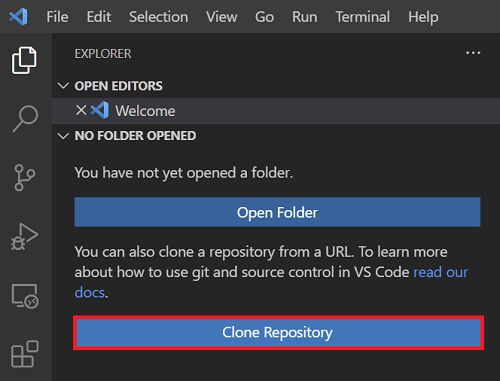 File Edit Selection View Go Run Terminal Help
EXPLORER
OPEN EDITORS
Welcome
NO FOLDER OPENED
You have not yet opened a folder.
Open Folder
You can also clone a repository from a URL. To learn more
about how to use git and source control in VS Code read our
docs.
Clone Repository